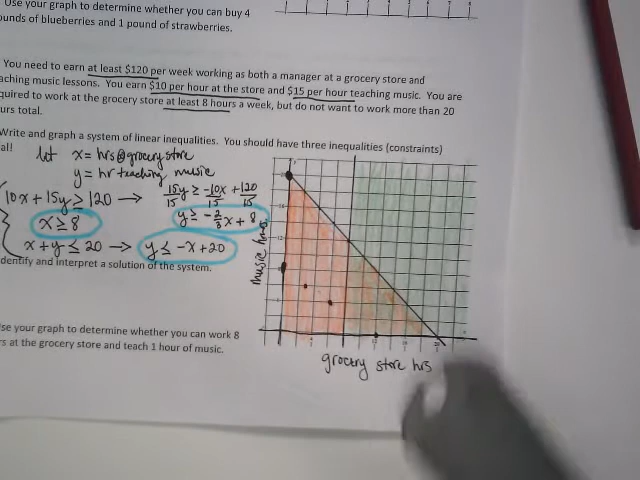 Use your graph to determine whether you can buy 4
unds of blueberries and 1 pound of strawberries.
You need to earn at least $120 per week working as both a manager at a grocery store and
aching music lessons. You earn $10 per hour at the store and $15 per hour teaching music. You are
quired to work at the grocery store at least 8 hours a week, but do not want to work more than 20
urs total.
Write and graph a system of linear inequalities. You should have three inequalities (constraints)
al!
let x = hrs@grocery store
y = hr teaching music
10x + 15y ≥ 120 → 15y/15 ≥ -10x/15 + 120/15
y ≥ -2/3x + 8
x ≥ 8
x + y ≤ 20 → y ≤ -x + 20
dentify and interpret a solution of the system.
music hrs
se your graph to determine whether you can work 8
rs at the grocery store and teach 1 hour of music.
grocery store hrs